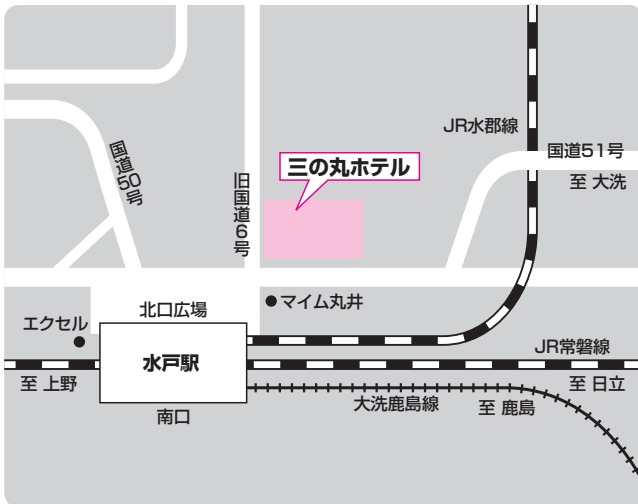 JR水郡線
国道51号
至 大洗
国道50号
三の丸ホテル
旧国道6号
北口広場
マイム丸井
エクセル
水戸駅
JR常磐線
至 上野
至 日立
大洗鹿島線
至 鹿島
南口